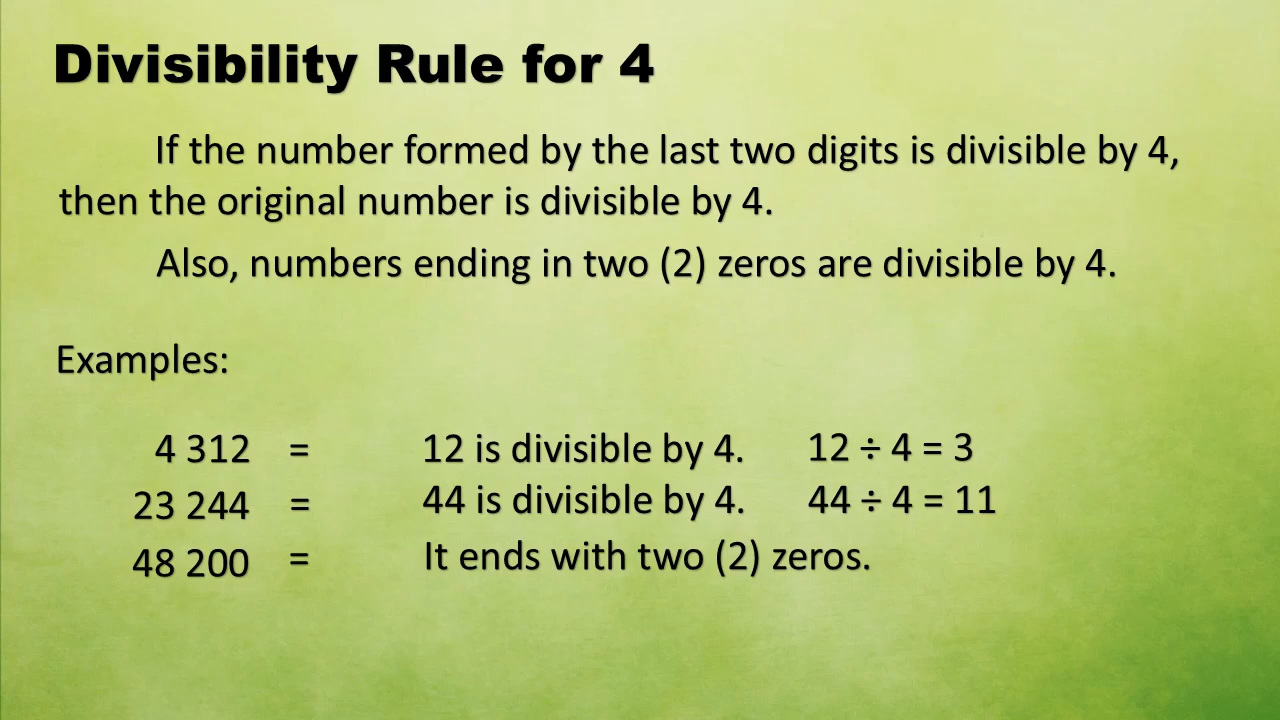 Divisibility Rule for 4
If the number formed by the last two digits is divisible by 4,
then the original number is divisible by 4.
Also, numbers ending in two (2) zeros are divisible by 4.
Examples:
4 312 = 12 is divisible by 4. 12 ÷ 4 = 3
23 244 = 44 is divisible by 4. 44 ÷ 4 = 11
48 200 = It ends with two (2) zeros.